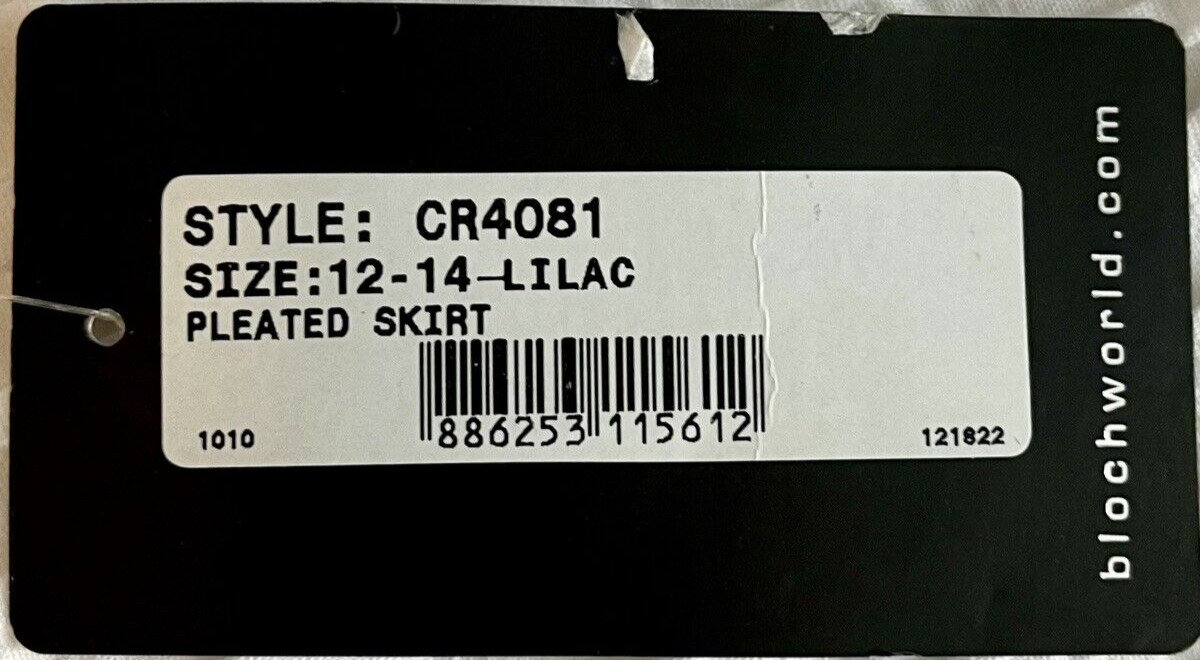 STYLE: CR4081
SIZE:12-14-LILAC
PLEATED SKIRT
886253 115612
1010
121822
blochworld.com